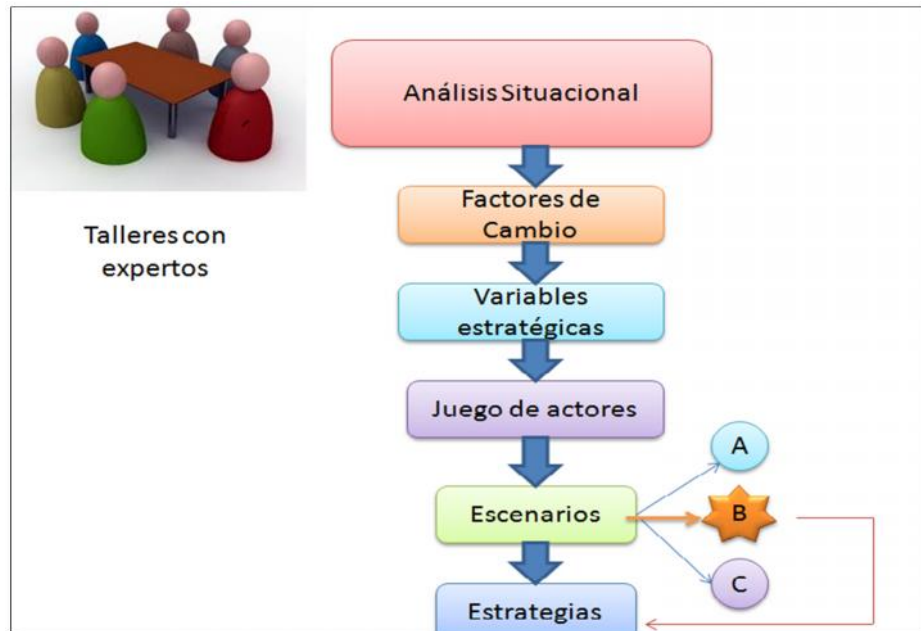 Análisis Situacional
Talleres con
expertos
Factores de
Cambio
Variables
estratégicas
Juego de actores
Escenarios
A
B
C
Estrategias